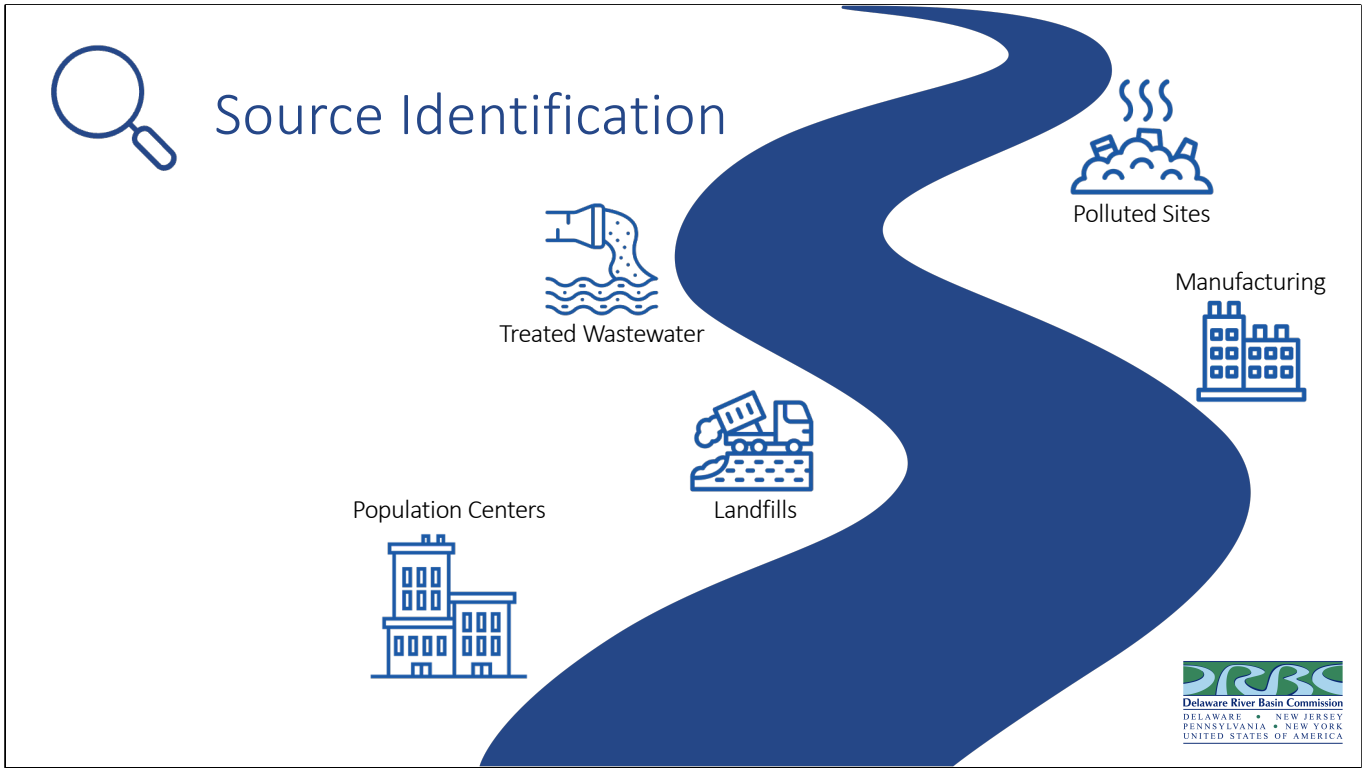 Source Identification
Polluted Sites
Manufacturing
Treated Wastewater
Landfills
Population Centers
DRBC
Delaware River Basin Commission
DELAWARE • NEW JERSEY
PENNSYLVANIA • NEW YORK
UNITED STATES OF AMERICA